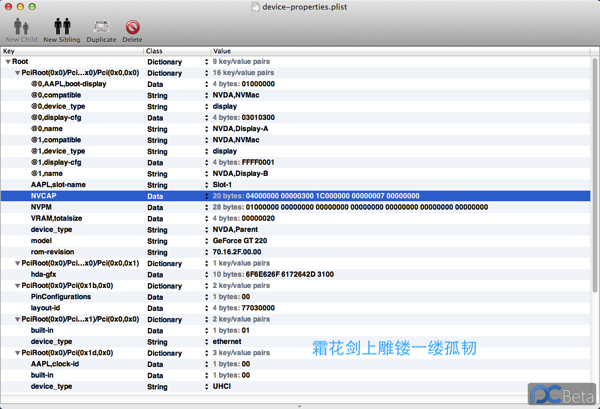 device-properties.plist
New Child New Sibling Duplicate Delete
Key Class Value
Root Dictionary 9 key/value pairs
PciRoot(0x0)/Pci...x0)/Pci(0x0,0x0) Dictionary 16 key/value pairs
@0,AAPL,boot-display Data 4 bytes: 01000000
@0,compatible String NVDA,NVMac
@0,device_type String display
@0,display-cfg Data 4 bytes: 03010300
@0,name String NVDA,Display-A
@1,compatible String NVDA,NVMac
@1,device_type String display
@1,display-cfg Data 4 bytes: FFFF0001
@1,name String NVDA,Display-B
AAPL,slot-name String Slot-1
NVCAP Data 20 bytes: 04000000 00000300 1C000000 00000007 00000000
NVPM Data 28 bytes: 01000000 00000000 00000000 00000000 00000000 00000000 00000000
VRAM,totalsize Data 4 bytes: 00000020
device_type String NVDA,Parent
model String GeForce GT 220
rom-revision String 70.16.2F.00.00
PciRoot(0x0)/Pci...x0)/Pci(0x0,0x1) Dictionary 1 key/value pairs
hda-gfx Data 10 bytes: 6F6E626F 6172642D 3100
PciRoot(0x0)/Pci(0x1b,0x0) Dictionary 2 key/value pairs
PinConfigurations Data 1 bytes: 00
layout-id Data 4 bytes: 77030000
PciRoot(0x0)/Pci...x1)/Pci(0x0,0x0) Dictionary 2 key/value pairs
built-in Data 1 bytes: 01
device_type String ethernet
PciRoot(0x0)/Pci(0x1d,0x0) Dictionary 3 key/value pairs
AAPL,clock-id Data 1 bytes: 00
built-in Data 1 bytes: 00
device_type String UHCI
霜花剑上雕镂一缕孤韧
PCBeta